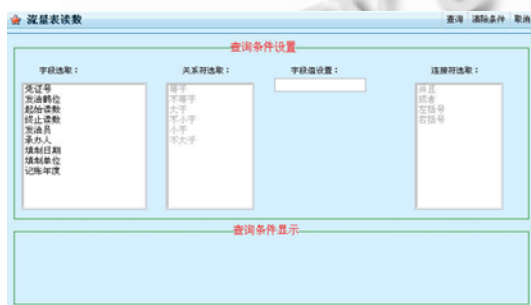 流量表读数
查询 清除条件 取消
查询条件设置
字段选取： 关系符选取： 字段值设置： 连接符选取：
凭证号 等于 并且
发油鹤位 不等于 或者
起始读数 大于 左括号
终止读数 不小于 右括号
发油员 小于
承办人 不大于
填制日期
填制单位
记账年度
查询条件显示